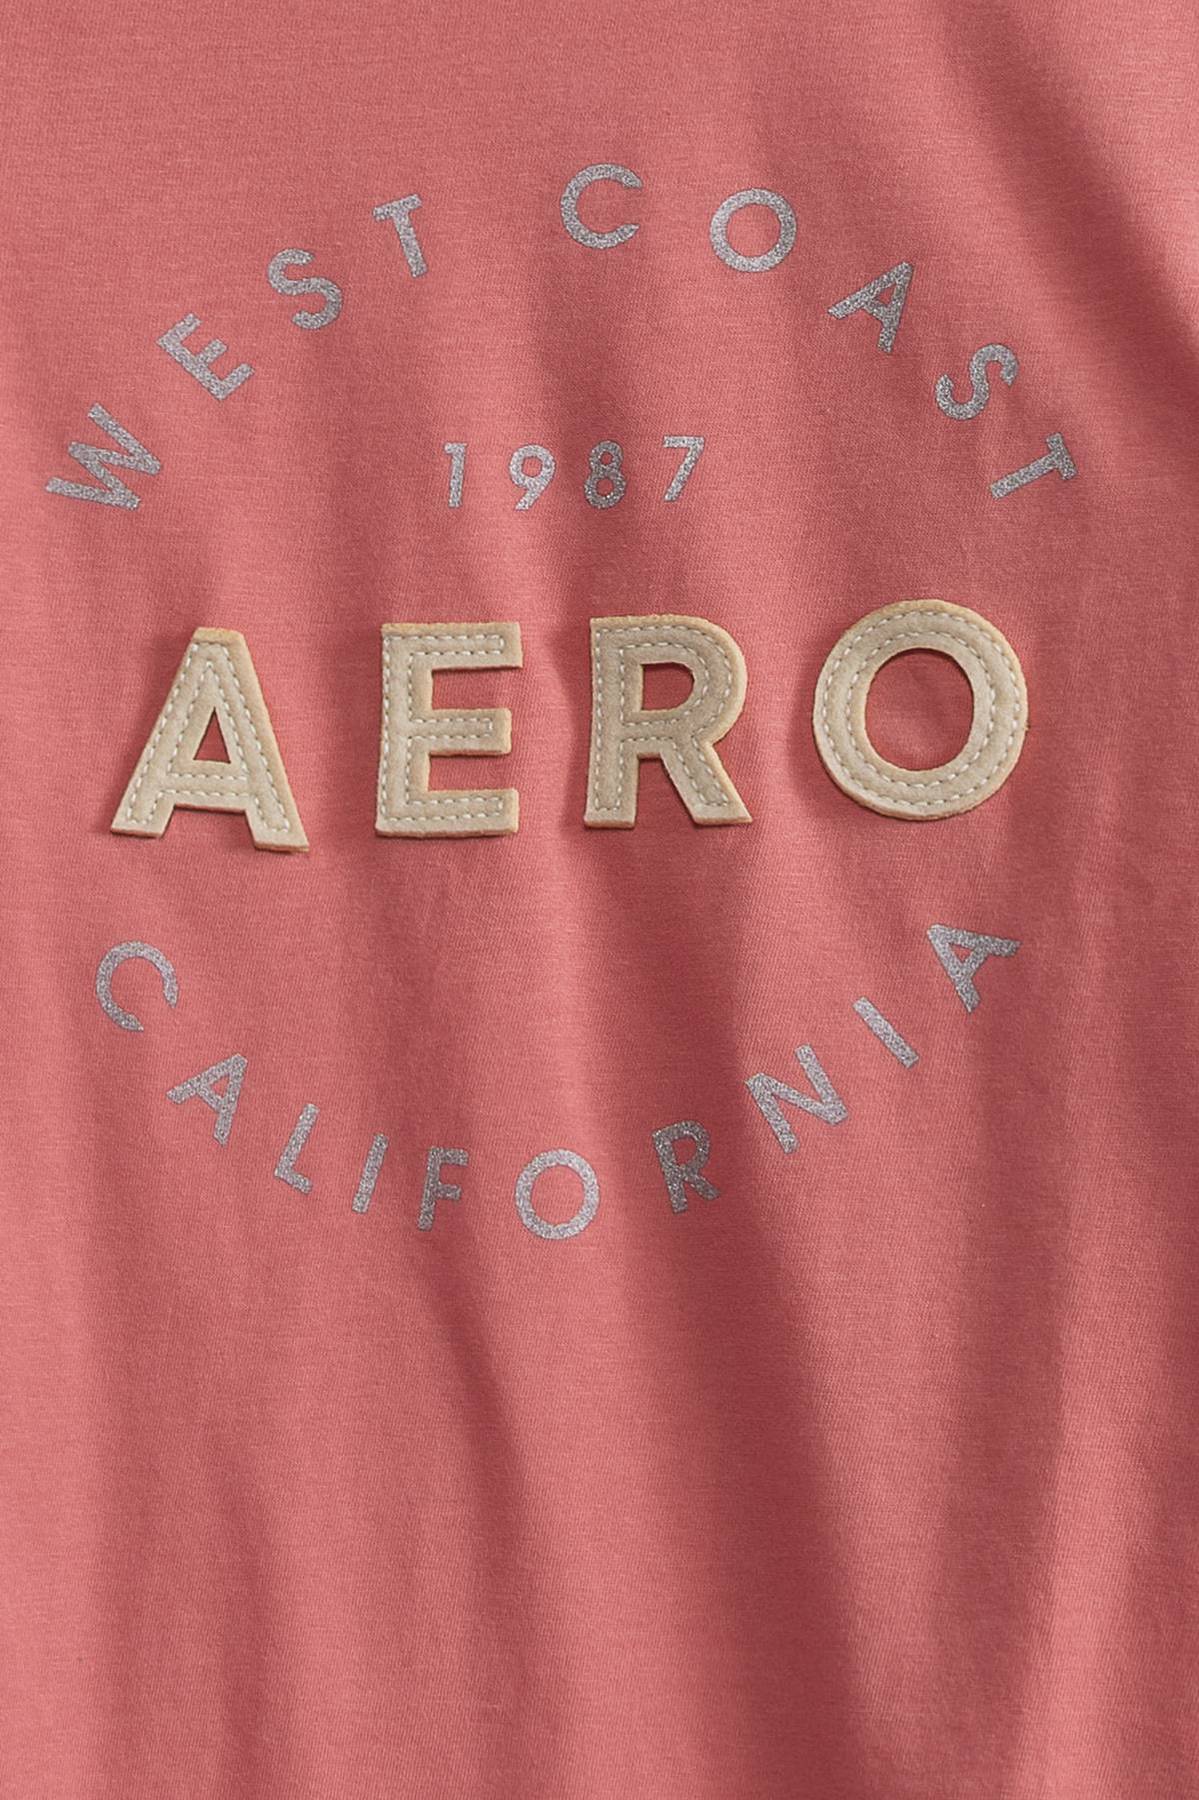 WEST COAST
1987
AERO
CALIFORNIA